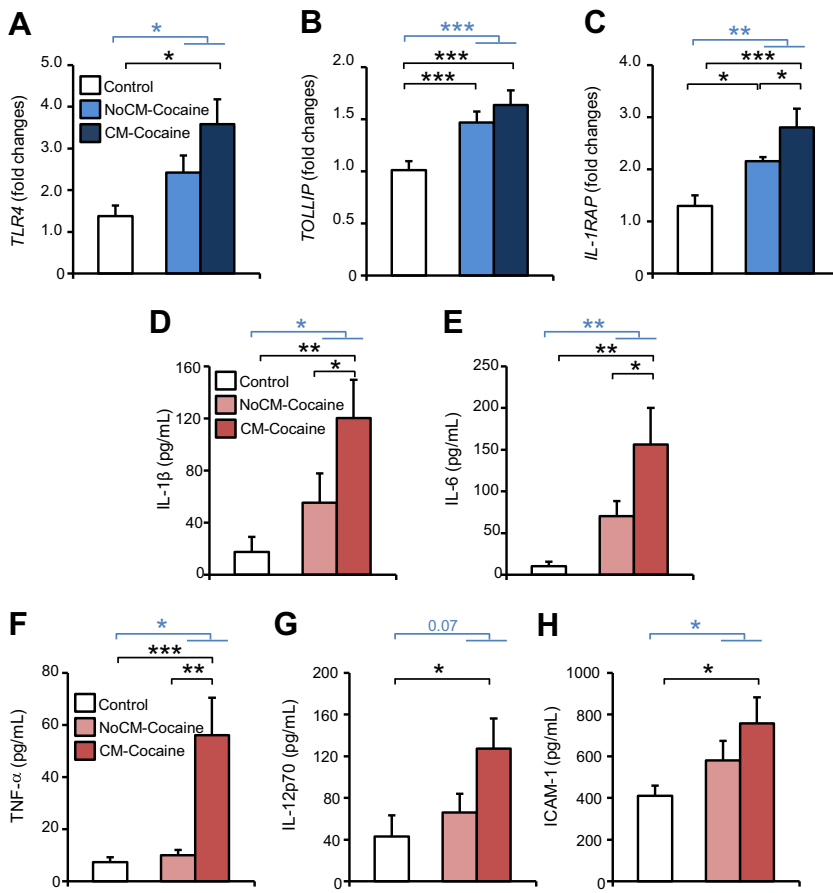 A
*
*
TLR4 (fold changes)
5.0
4.0
3.0
2.0
1.0
0
Control
NoCM-Cocaine
CM-Cocaine
B
***
***
***
TOLLIP (fold changes)
2.0
1.5
1.0
0.5
0
C
**
***
*
*
IL-1RAP (fold changes)
4.0
3.0
2.0
1.0
0
D
*
**
*
IL-1β (pg/mL)
160
120
80
40
0
Control
NoCM-Cocaine
CM-Cocaine
E
**
**
*
IL-6 (pg/mL)
250
200
150
100
50
0
F
*
***
**
TNF-α (pg/mL)
80
60
40
20
0
Control
NoCM-Cocaine
CM-Cocaine
G
0.07
*
IL-12p70 (pg/mL)
200
160
120
80
40
0
H
*
*
ICAM-1 (pg/mL)
1000
800
600
400
200
0